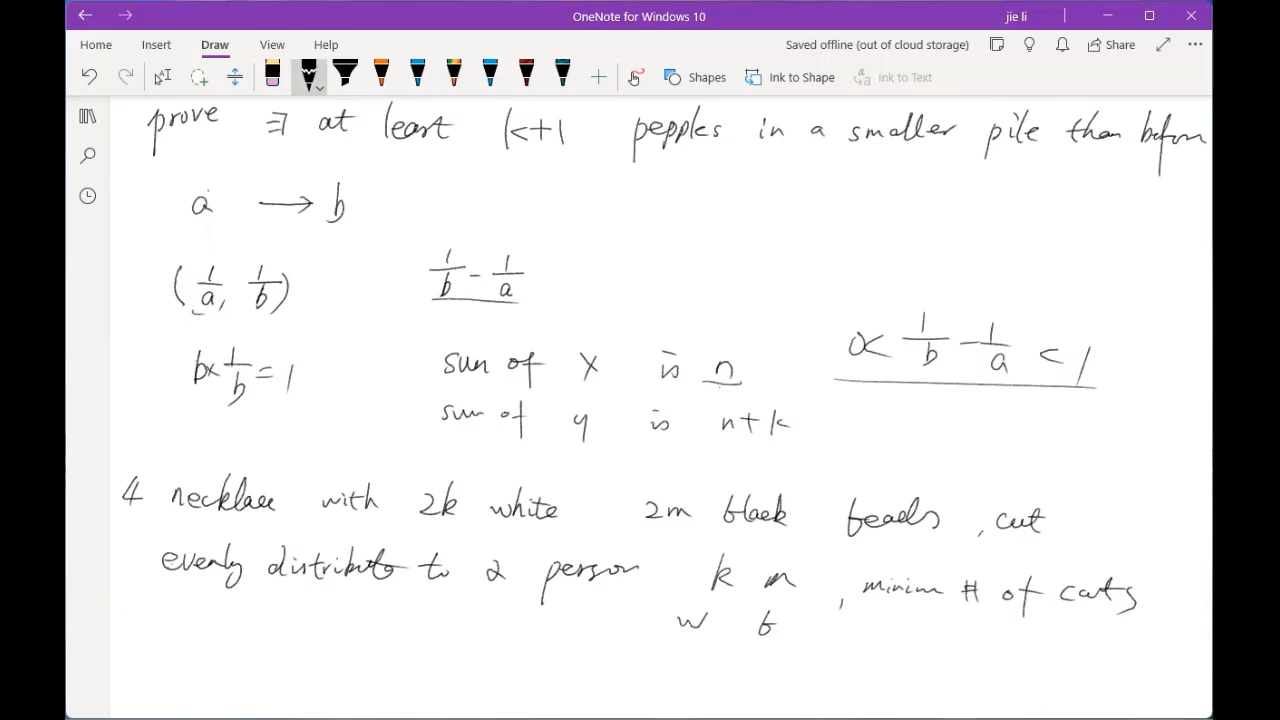 OneNote for Windows 10
jie li
Home Insert Draw View Help
Saved offline (out of cloud storage)
Share
Shapes
Ink to Shape
Ink to Text
prove ∃ at least k+1 pepples in a smaller pile than before
a → b
(1/a, 1/b) 1/b - 1/a
b×1/b = 1
sum of x is n
sum of y is n+k
1/b - 1/a < 1
4 necklace with 2k white 2m black beads, cut
evenly distribute to 2 person k m, minim # of cuts
w b